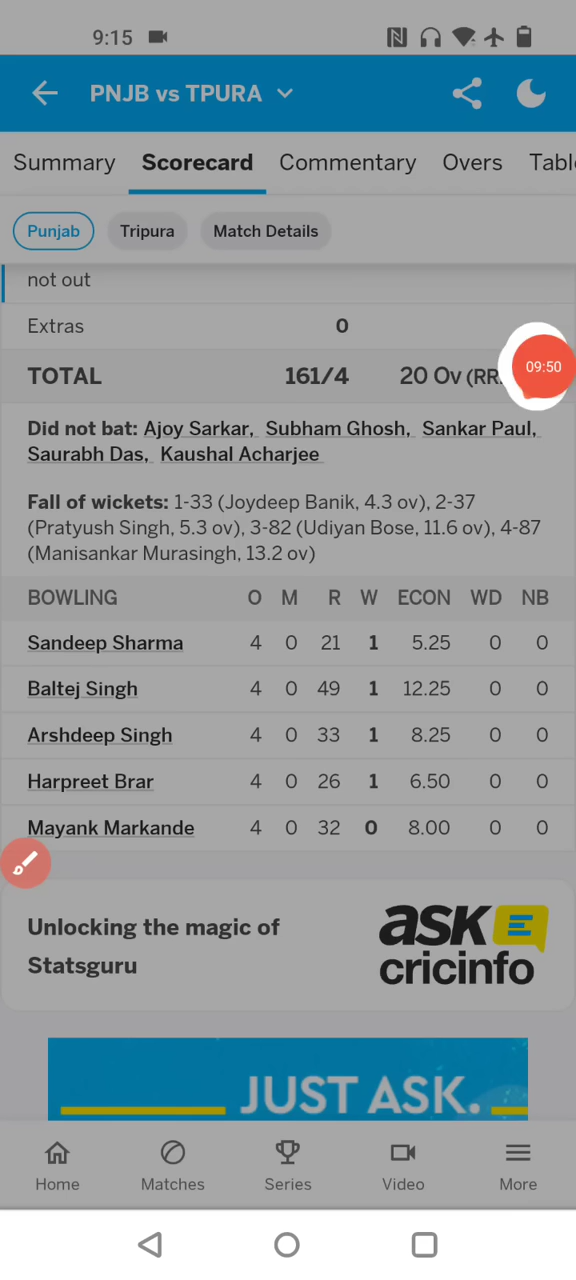 9:15
PNJB vs TPURA
Summary Scorecard Commentary Overs Tabl
Punjab Tripura Match Details
not out
Extras 0
TOTAL 161/4 20 Ov (RR
09:50
Did not bat: Ajoy Sarkar, Subham Ghosh, Sankar Paul,
Saurabh Das, Kaushal Acharjee
Fall of wickets: 1-33 (Joydeep Banik, 4.3 ov), 2-37
(Pratyush Singh, 5.3 ov), 3-82 (Udiyan Bose, 11.6 ov), 4-87
(Manisankar Murasingh, 13.2 ov)
BOWLING O M R W ECON WD NB
Sandeep Sharma 4 0 21 1 5.25 0 0
Baltej Singh 4 0 49 1 12.25 0 0
Arshdeep Singh 4 0 33 1 8.25 0 0
Harpreet Brar 4 0 26 1 6.50 0 0
Mayank Markande 4 0 32 0 8.00 0 0
Unlocking the magic of
Statsguru
ask
cricinfo
JUST ASK.
Home Matches Series Video More